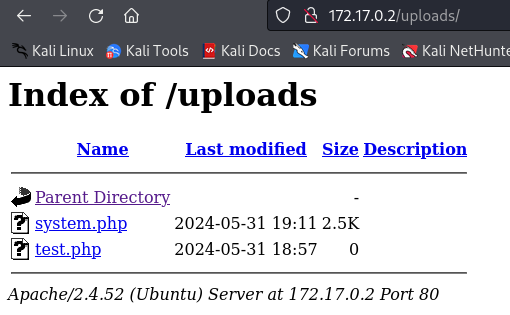 172.17.0.2/uploads/
Kali Linux Kali Tools Kali Docs Kali Forums Kali NetHunte
Index of /uploads
Name Last modified Size Description
Parent Directory -
system.php 2024-05-31 19:11 2.5K
test.php 2024-05-31 18:57 0
Apache/2.4.52 (Ubuntu) Server at 172.17.0.2 Port 80